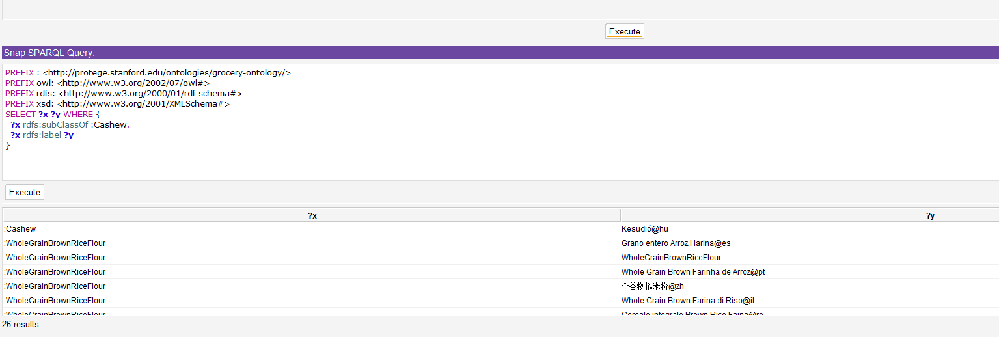 Execute
Snap SPARQL Query:
PREFIX : <http://protege.stanford.edu/ontologies/grocery-ontology/>
PREFIX owl: <http://www.w3.org/2002/07/owl#>
PREFIX rdfs: <http://www.w3.org/2000/01/rdf-schema#>
PREFIX xsd: <http://www.w3.org/2001/XMLSchema#>
SELECT ?x ?y WHERE {
?x rdfs:subClassOf :Cashew.
?x rdfs:label ?y
}
Execute
?x ?y
:Cashew Kesudió@hu
:WholeGrainBrownRiceFlour Grano entero Arroz Harina@es
:WholeGrainBrownRiceFlour WholeGrainBrownRiceFlour
:WholeGrainBrownRiceFlour Whole Grain Brown Farinha de Arroz@pt
:WholeGrainBrownRiceFlour 全谷物糙米粉@zh
:WholeGrainBrownRiceFlour Whole Grain Brown Farina di Riso@it
:WholeGrainBrownRiceFlour Cereale integrale Brown Rice Faina@ro
26 results